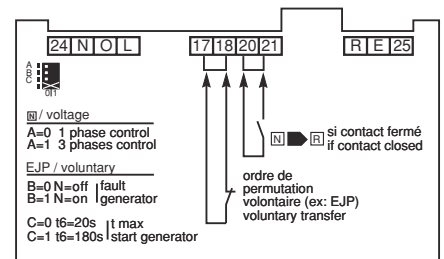 24 N O L 17 18 20 21 R E 25
A
B
C
0 1
N / voltage
A=0 1 phase control
A=1 3 phases control
EJP / voluntary
B=0 N=off fault
B=1 N=on generator
C=0 t6=20s t max
C=1 t6=180s start generator
N R si contact fermé
if contact closed
ordre de
permutation
volontaire (ex: EJP)
voluntary transfer